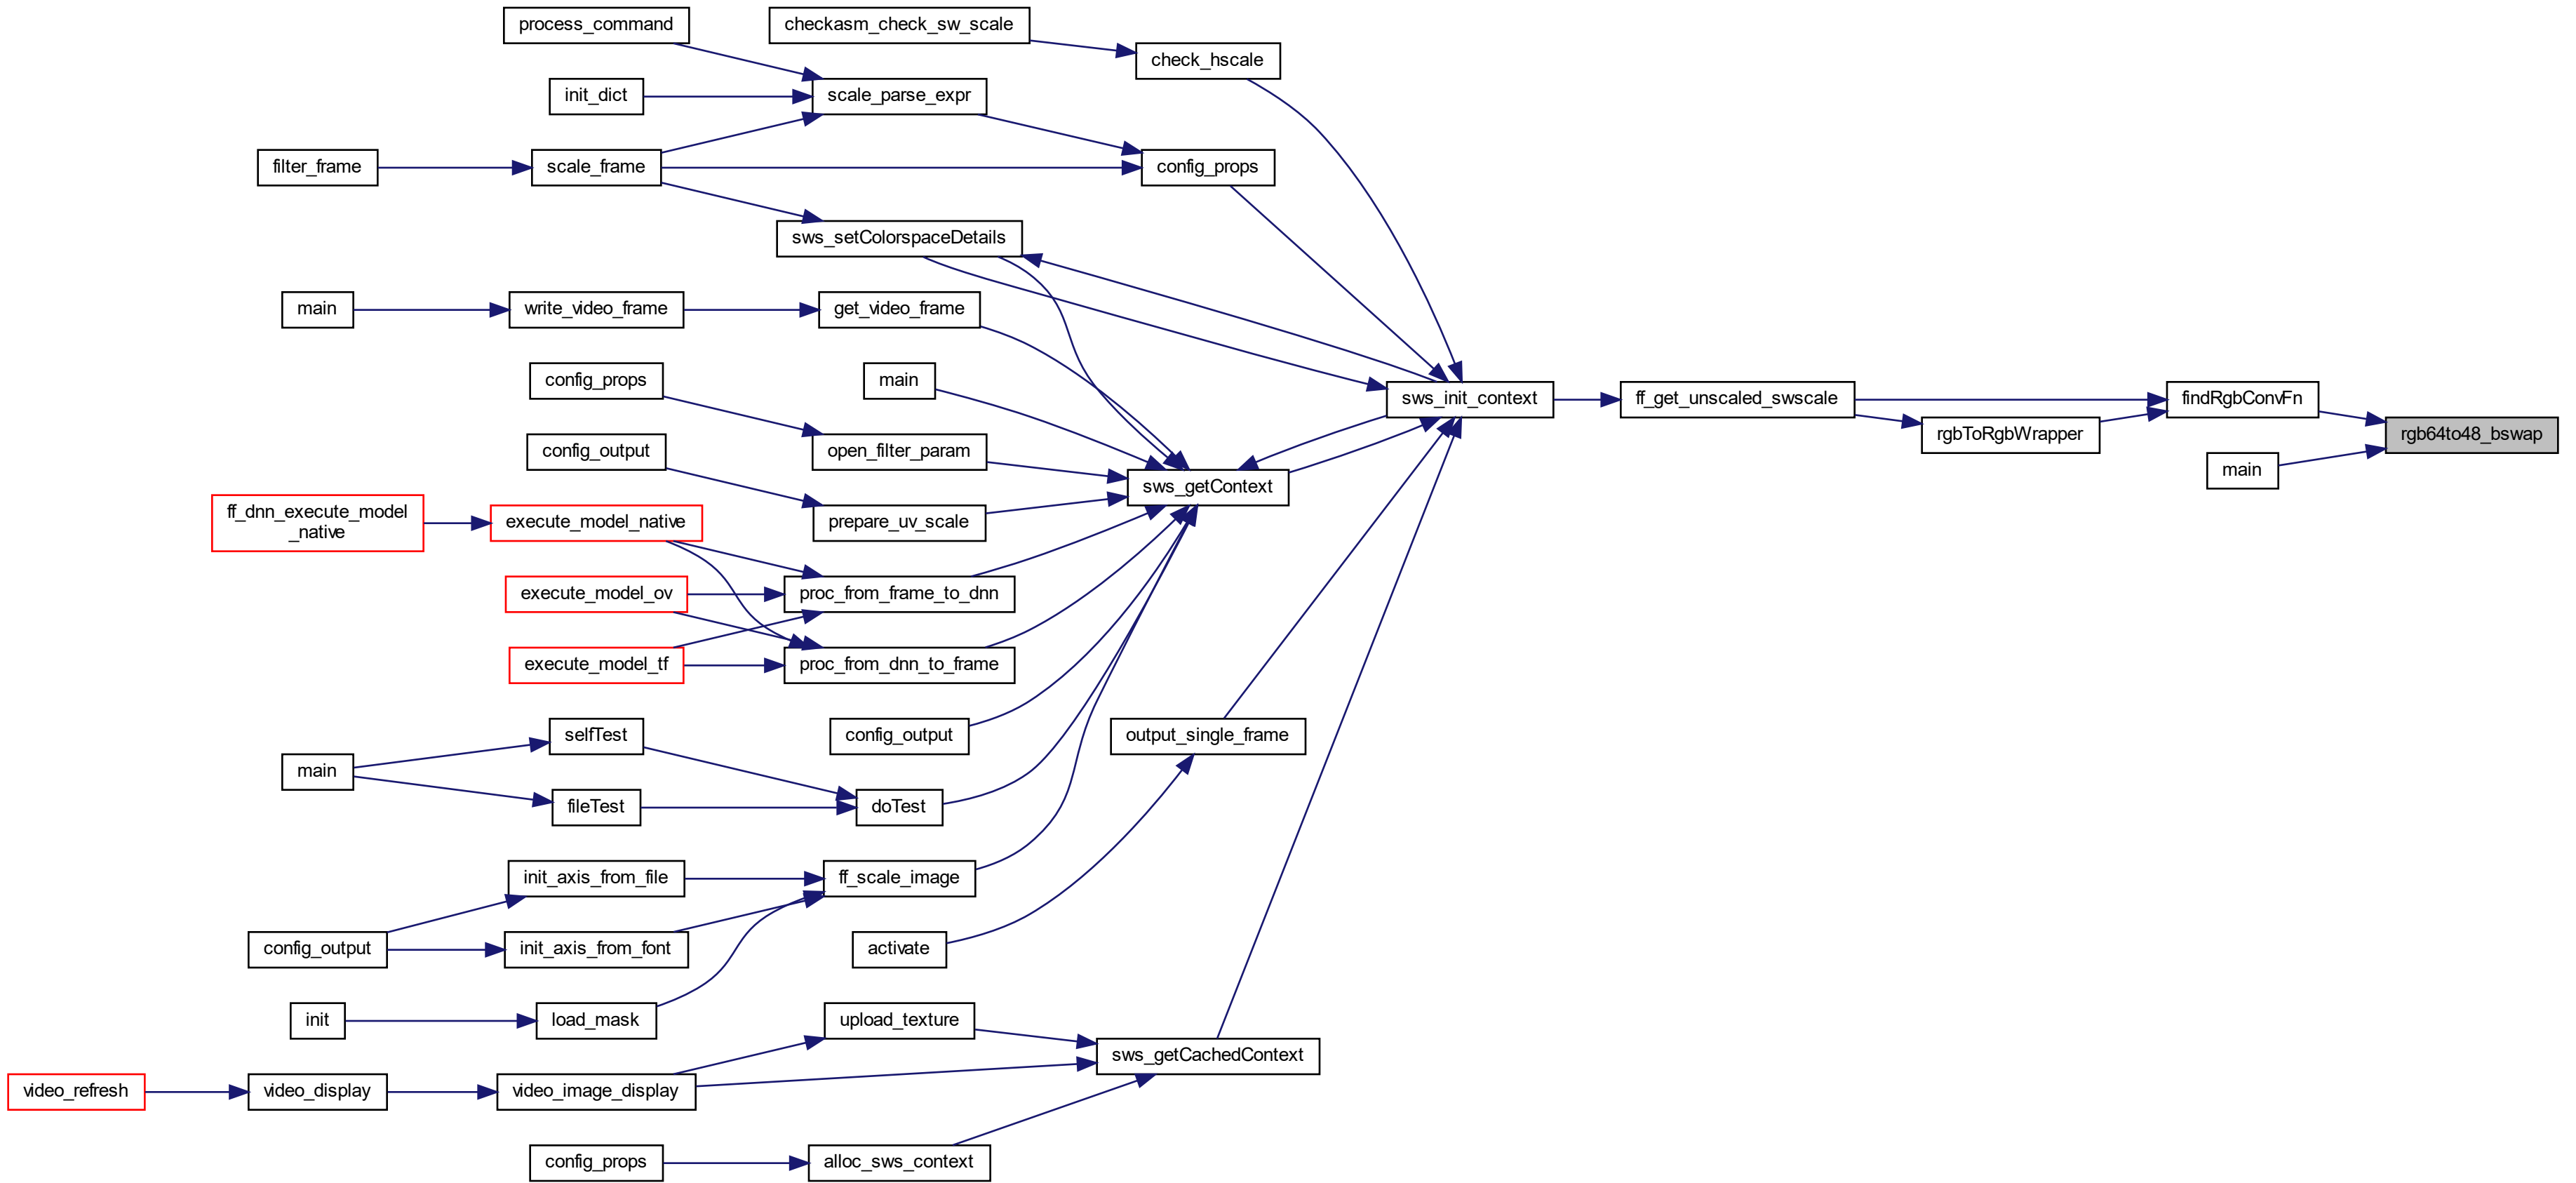 process_command
checkasm_check_sw_scale
check_hscale
init_dict
scale_parse_expr
filter_frame
scale_frame
config_props
sws_setColorspaceDetails
main
write_video_frame
get_video_frame
config_props
main
sws_init_context
ff_get_unscaled_swscale
findRgbConvFn
rgbToRgbWrapper
rgb64to48_bswap
main
config_output
open_filter_param
sws_getContext
ff_dnn_execute_model
_native
execute_model_native
prepare_uv_scale
execute_model_ov
proc_from_frame_to_dnn
execute_model_tf
proc_from_dnn_to_frame
selfTest
config_output
output_single_frame
main
fileTest
doTest
init_axis_from_file
ff_scale_image
config_output
init_axis_from_font
activate
init
load_mask
upload_texture
sws_getCachedContext
video_refresh
video_display
video_image_display
config_props
alloc_sws_context